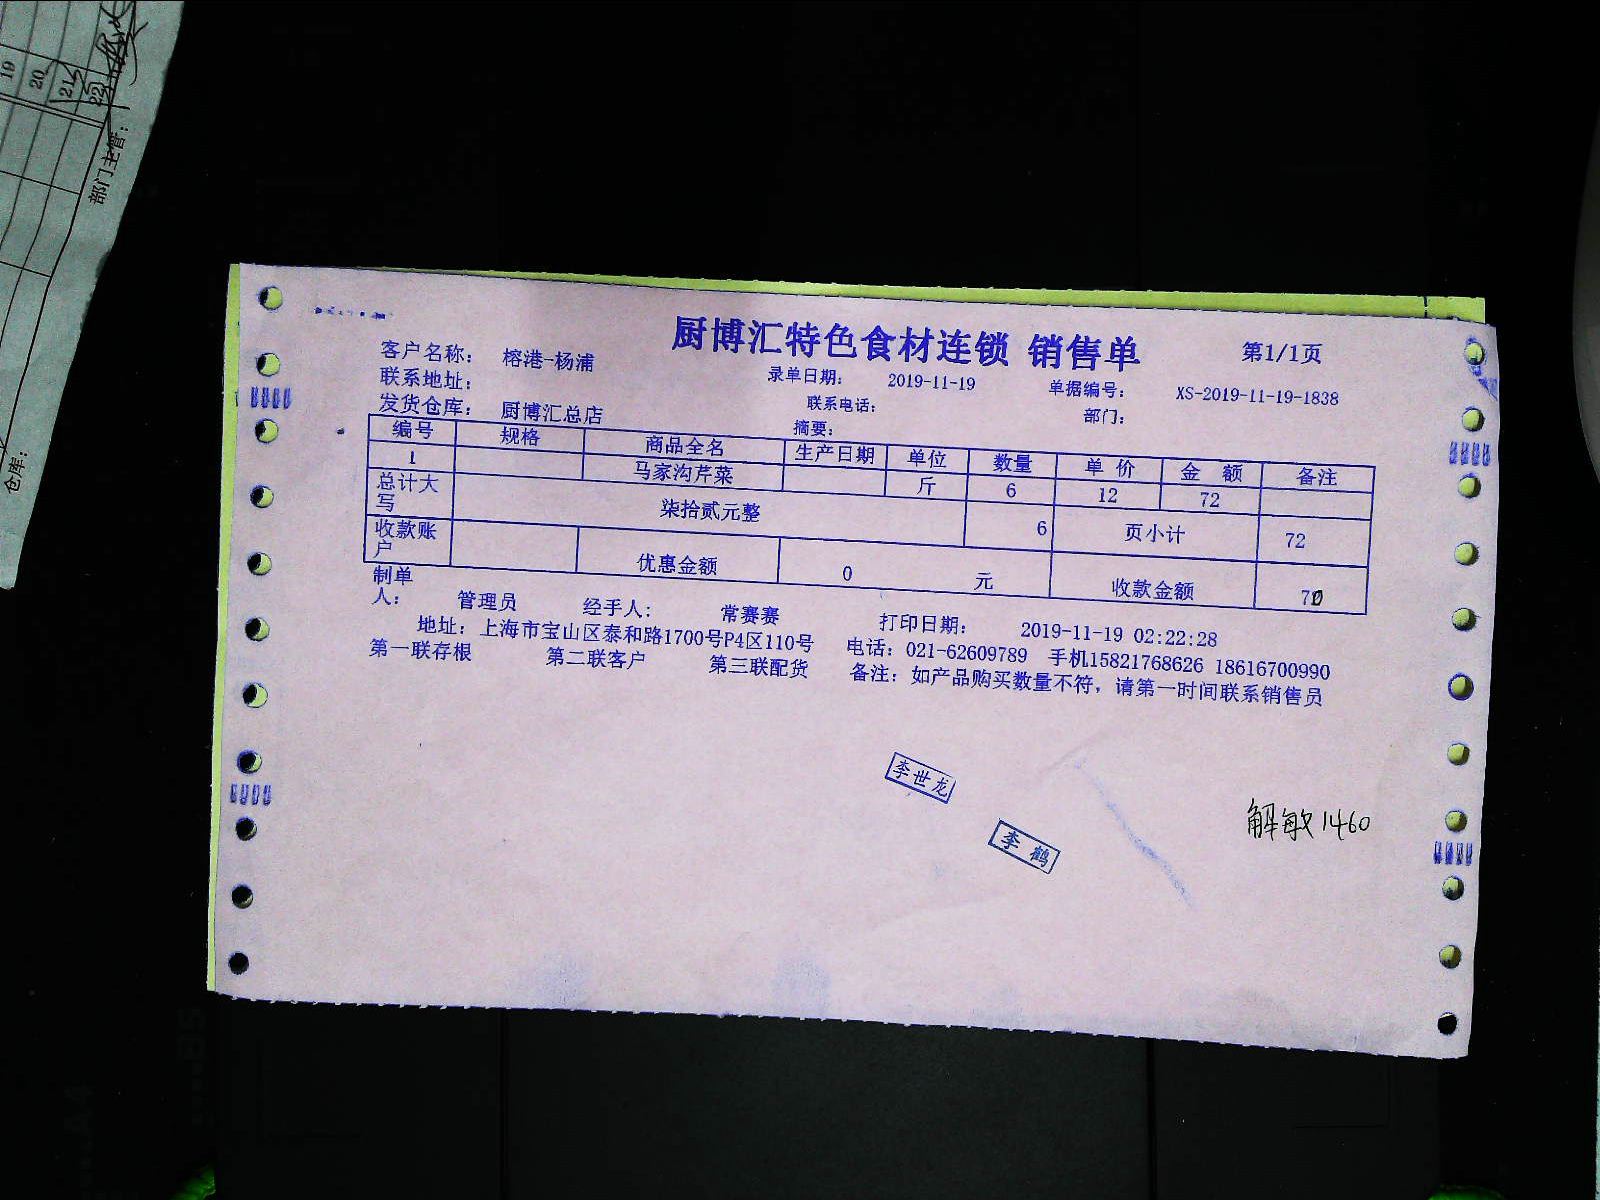 19
20
21
22
部门主管：
仓库：
厨博汇特色食材连锁 销售单
第1/1页
客户名称： 榕港-杨浦
录单日期： 2019-11-19 单据编号： XS-2019-11-19-1838
联系地址： 联系电话： 部门：
发货仓库： 厨博汇总店 摘要：
编号 规格 商品全名 生产日期 单位 数量 单 价 金 额 备注
1 马家沟芹菜 斤 6 12 72
总计大写 柒拾贰元整 6 页小计 72
收款账户 优惠金额 0 元 收款金额
制单人： 管理员 经手人： 常赛赛 打印日期： 2019-11-19 02:22:28
地址：上海市宝山区泰和路1700号P4区110号 电话：021-62609789 手机15821768626 18616700990
第一联存根 第二联客户 第三联配货 备注：如产品购买数量不符，请第一时间联系销售员
李世龙
李鹤
解敏1460